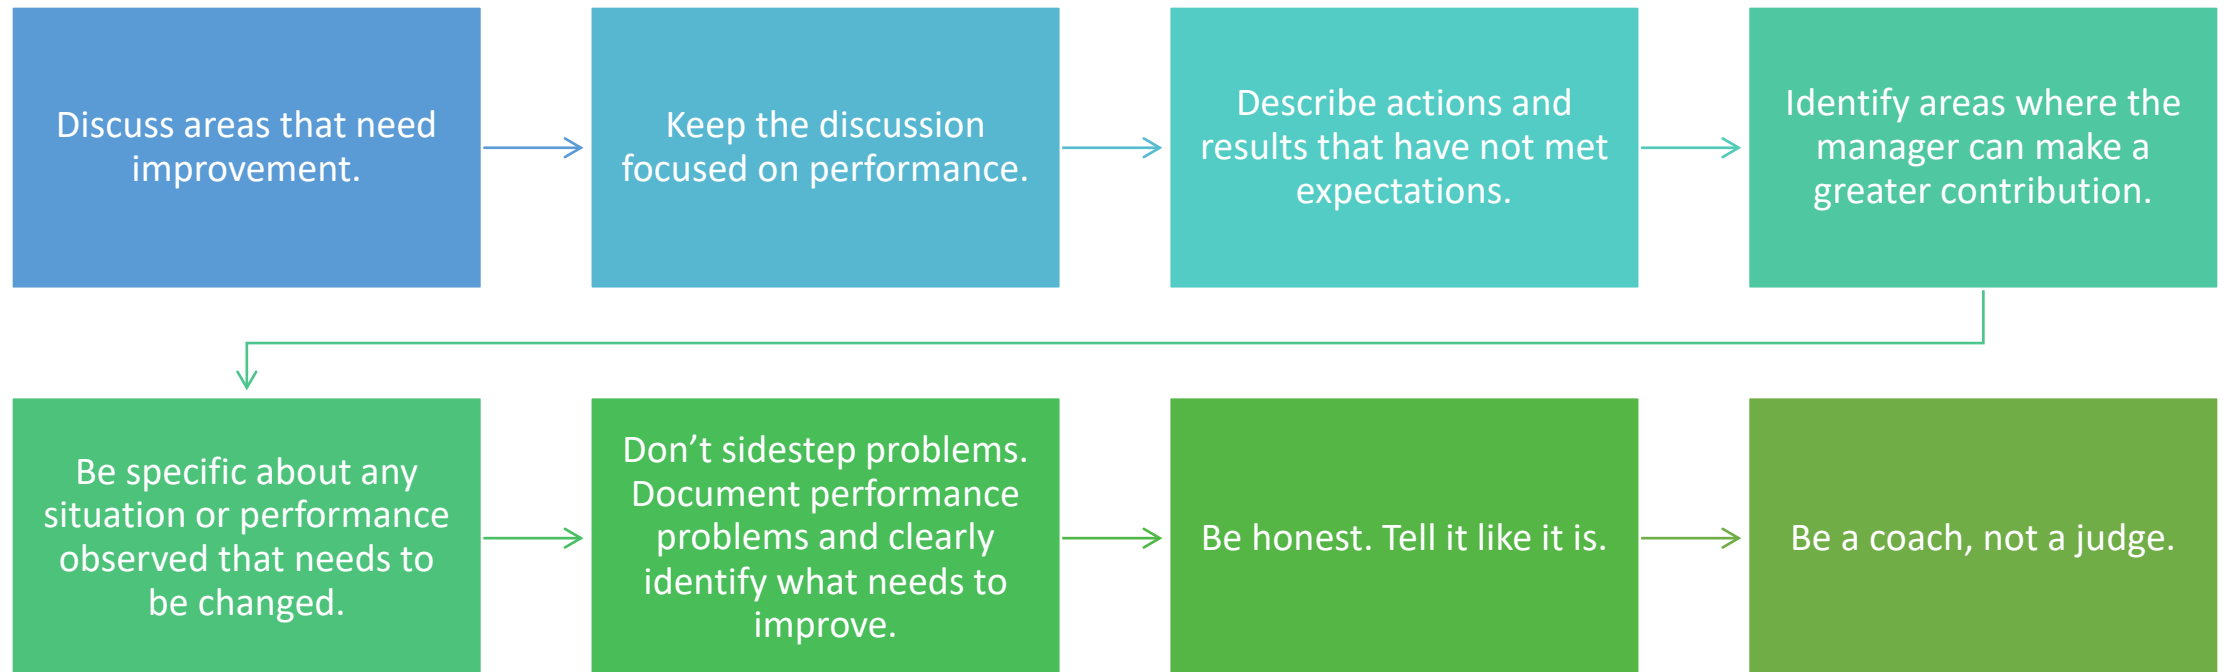 Discuss areas that need
improvement.
Keep the discussion
focused on performance.
Describe actions and
results that have not met
expectations.
Identify areas where the
manager can make a
greater contribution.
Be specific about any
situation or performance
observed that needs to
be changed.
Don’t sidestep problems.
Document performance
problems and clearly
identify what needs to
improve.
Be honest. Tell it like it is.
Be a coach, not a judge.